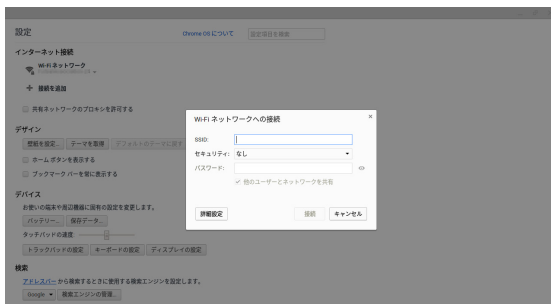 設定
Chrome OS について
設定項目を検索
インターネット接続
Wi-Fi ネットワーク
接続を追加
共有ネットワークのプロキシを許可する
Wi-Fi ネットワークへの接続
×
SSID:
セキュリティ: なし
パスワード:
他のユーザーとネットワークを共有
詳細設定
接続
キャンセル
デザイン
壁紙を設定...
テーマを取得
デフォルトのテーマに戻す
ホーム ボタンを表示する
ブックマーク バーを常に表示する
デバイス
お使いの端末や周辺機器に固有の設定を変更します。
バッテリー...
保存データ...
タッチパッドの速度:
トラックパッドの設定
キーボードの設定
ディスプレイの設定
検索
アドレスバー から検索するときに使用する検索エンジンを設定します。
Google
検索エンジンの管理...